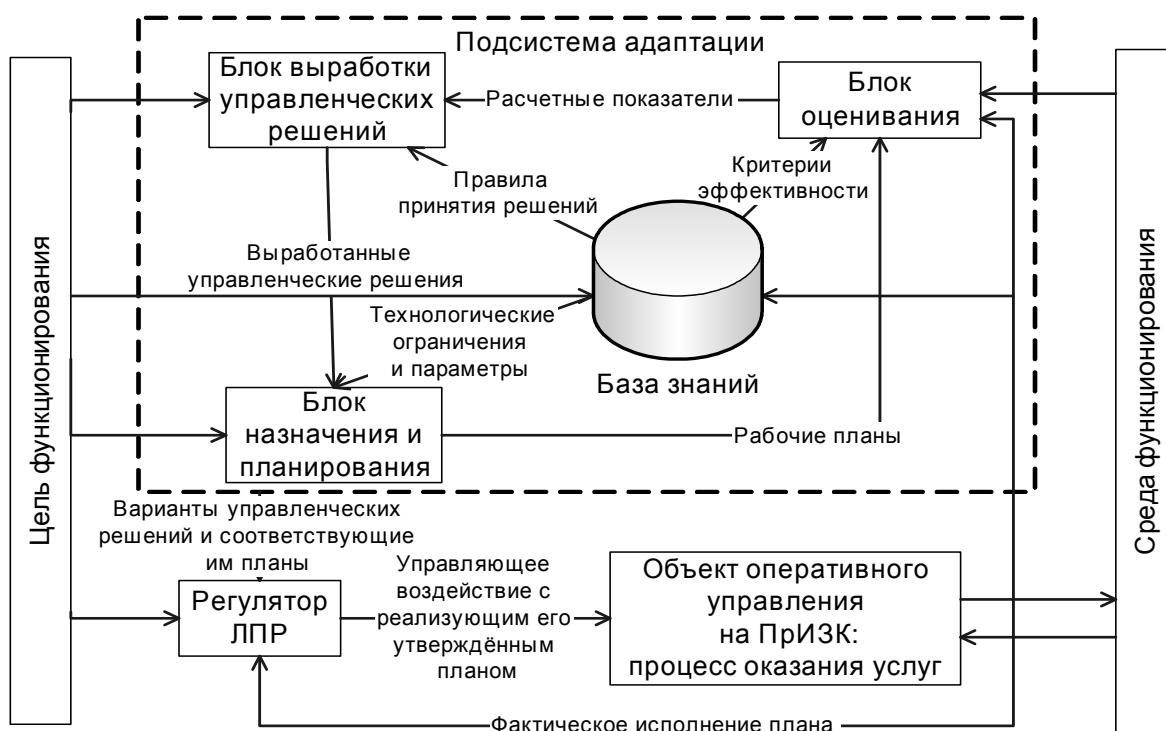 Подсистема адаптации
Блок выработки
управленческих
решений
Расчетные показатели
Блок
оценивания
Критерии
эффективности
Правила
принятия решений
Выработанные
управленческие решения
Технологические
ограничения
и параметры
База знаний
Блок
назначения и
планирования
Рабочие планы
Цель функционирования
Среда функционирования
Варианты управленческих
решений и соответствующие
им планы
Регулятор
ЛПР
Управляющее
воздействие с
реализующим его
утверждённым
планом
Объект оперативного
управления
на ПрИЗК:
процесс оказания услуг
Фактическое исполнение плана